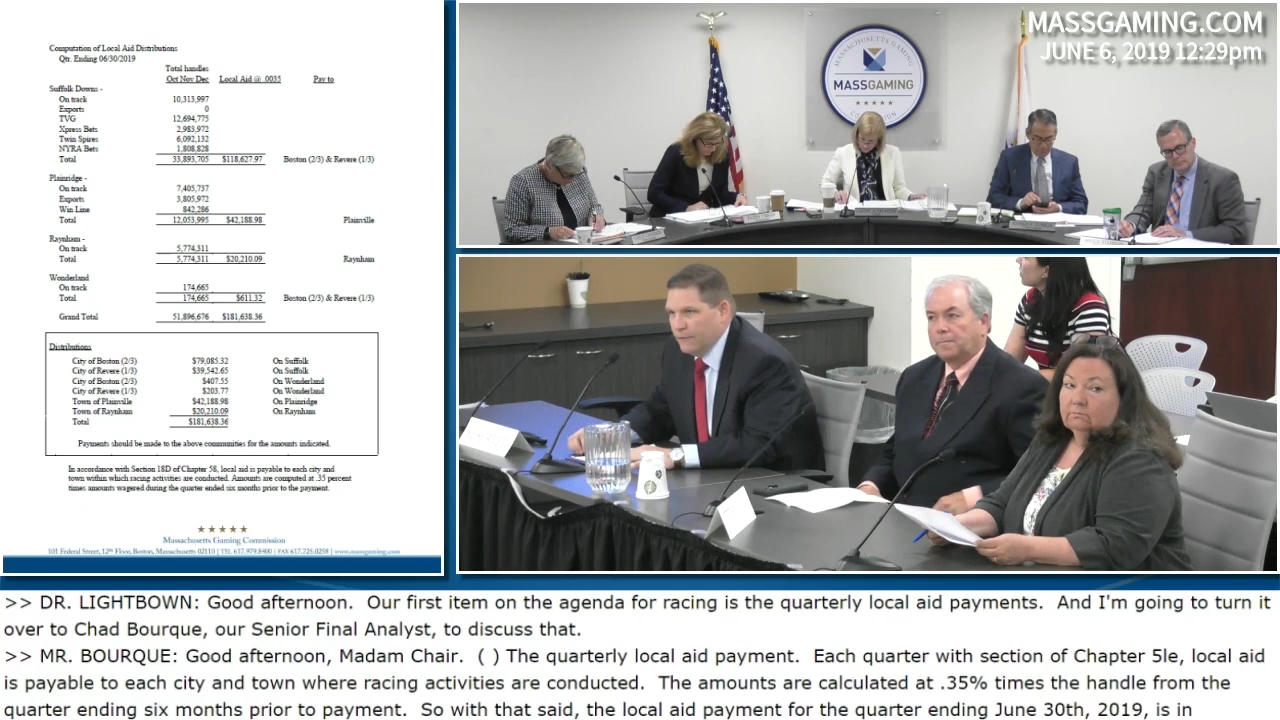 Computation of Local Aid Distributions
Qtr. Ending 06/30/2019
Total handles
Oct Nov Dec Local Aid @ .0035 Pay to
Suffolk Downs -
On track 10,313,997
Exports 0
TVG 12,694,775
Xpress Bets 2,983,972
Twin Spires 6,092,132
NYRA Bets 1,808,828
Total 33,893,705 $118,627.97 Boston (2/3) & Revere (1/3)
Plainridge -
On track 7,405,737
Exports 3,805,972
Win Line 842,286
Total 12,053,995 $42,188.98 Plainville
Raynham -
On track 5,774,311
Total 5,774,311 $20,210.09 Raynham
Wonderland
On track 174,665
Total 174,665 $611.32 Boston (2/3) & Revere (1/3)
Grand Total 51,896,676 $181,638.36
Distributions
City of Boston (2/3) $79,085.32 On Suffolk
City of Revere (1/3) $39,542.65 On Suffolk
City of Boston (2/3) $407.55 On Wonderland
City of Revere (1/3) $203.77 On Wonderland
Town of Plainville $42,188.98 On Plainridge
Town of Raynham $20,210.09 On Raynham
Total $181,638.36
Payments should be made to the above communities for the amounts indicated.
In accordance with Section 18D of Chapter 58, local aid is payable to each city and
town within which racing activities are conducted. Amounts are computed at .35 percent
times amounts wagered during the quarter ended six months prior to the payment.
★★★★★
Massachusetts Gaming Commission
101 Federal Street, 12th Floor, Boston, Massachusetts 02110 | TEL 617.979.8400 | FAX 617.725.0258 | www.massgaming.com
MASSACHUSETTS GAMING
MASSGAMING
★★★★★
COMMISSION
MASSGAMING.COM
JUNE 6, 2019 12:29pm
>> DR. LIGHTBOWN: Good afternoon. Our first item on the agenda for racing is the quarterly local aid payments. And I'm going to turn it
over to Chad Bourque, our Senior Final Analyst, to discuss that.
>> MR. BOURQUE: Good afternoon, Madam Chair. ( ) The quarterly local aid payment. Each quarter with section of Chapter 5le, local aid
is payable to each city and town where racing activities are conducted. The amounts are calculated at .35% times the handle from the
quarter ending six months prior to payment. So with that said, the local aid payment for the quarter ending June 30th, 2019, is in